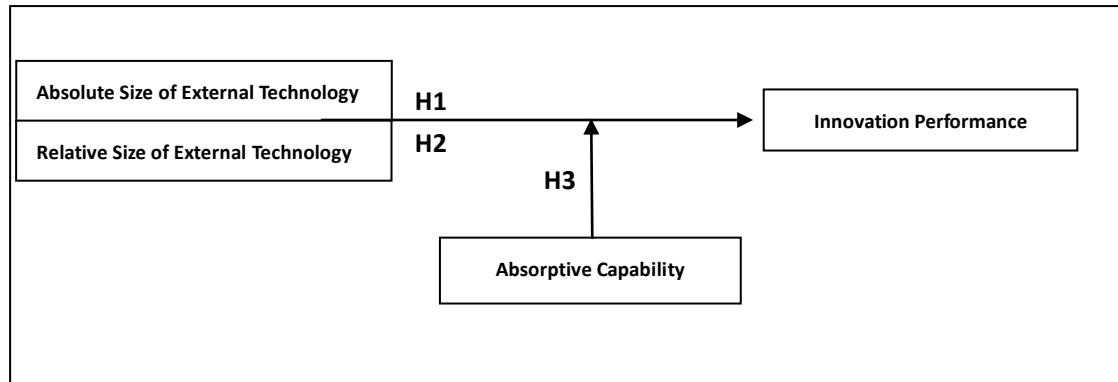 Absolute Size of External Technology
H1
Innovation Performance
H2
Relative Size of External Technology
H3
Absorptive Capability